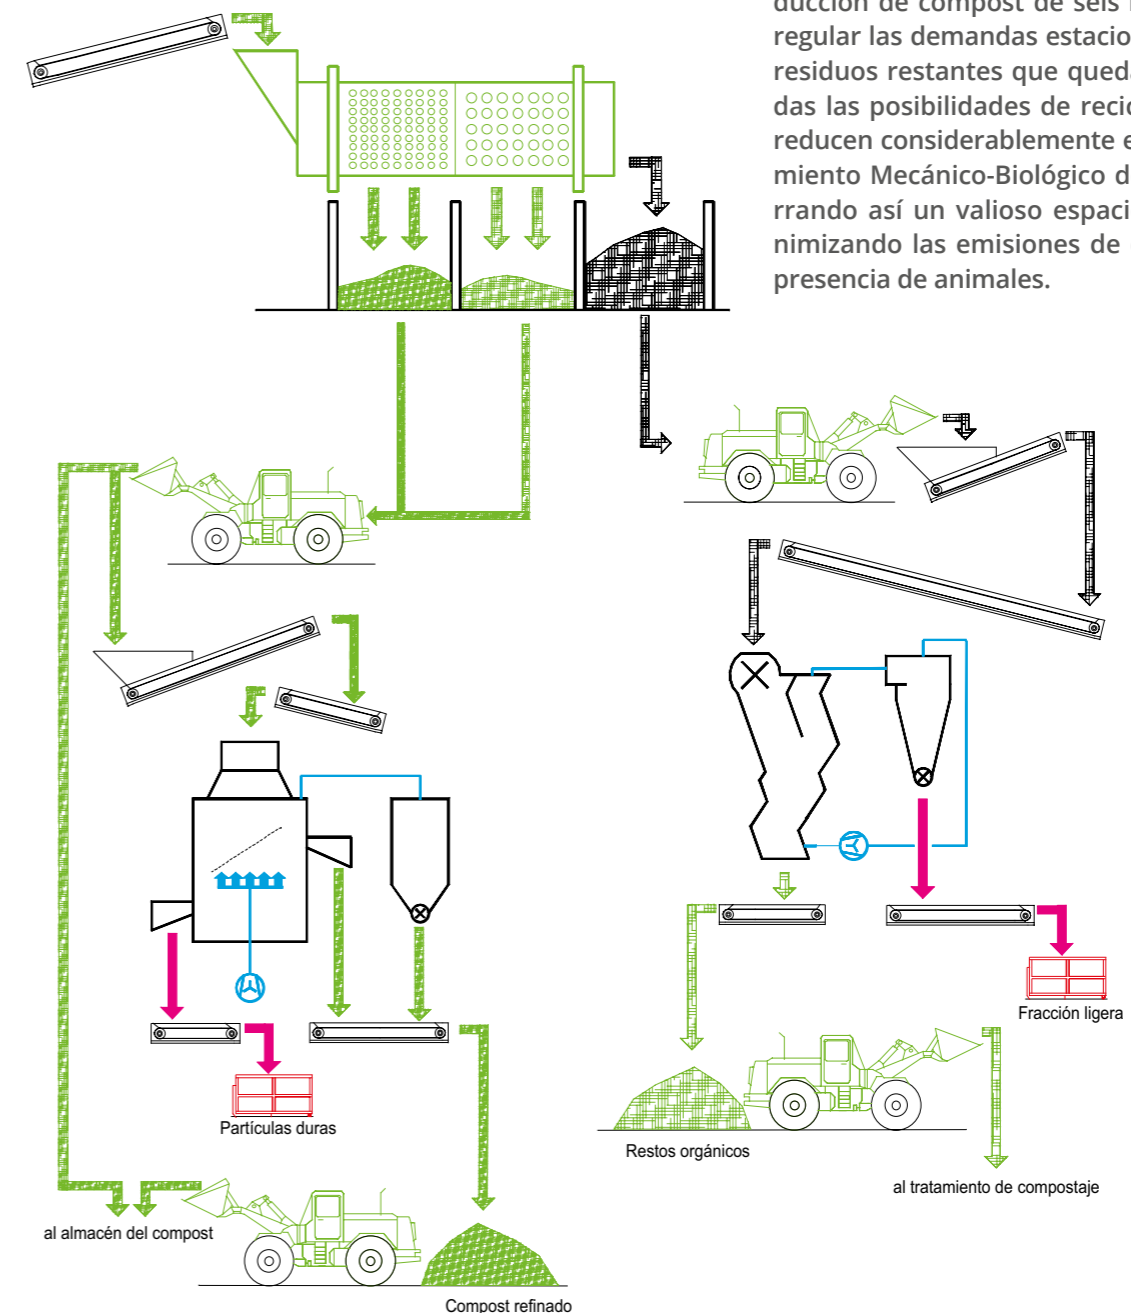 ducción de compost de seis
regular las demandas estacio
residuos restantes que queda
das las posibilidades de recic
reducen considerablemente e
miento Mecánico-Biológico d
rrando así un valioso espaci
nimizando las emisiones de
presencia de animales.
Fracción ligera
Partículas duras
Restos orgánicos
al tratamiento de compostaje
al almacén del compost
Compost refinado